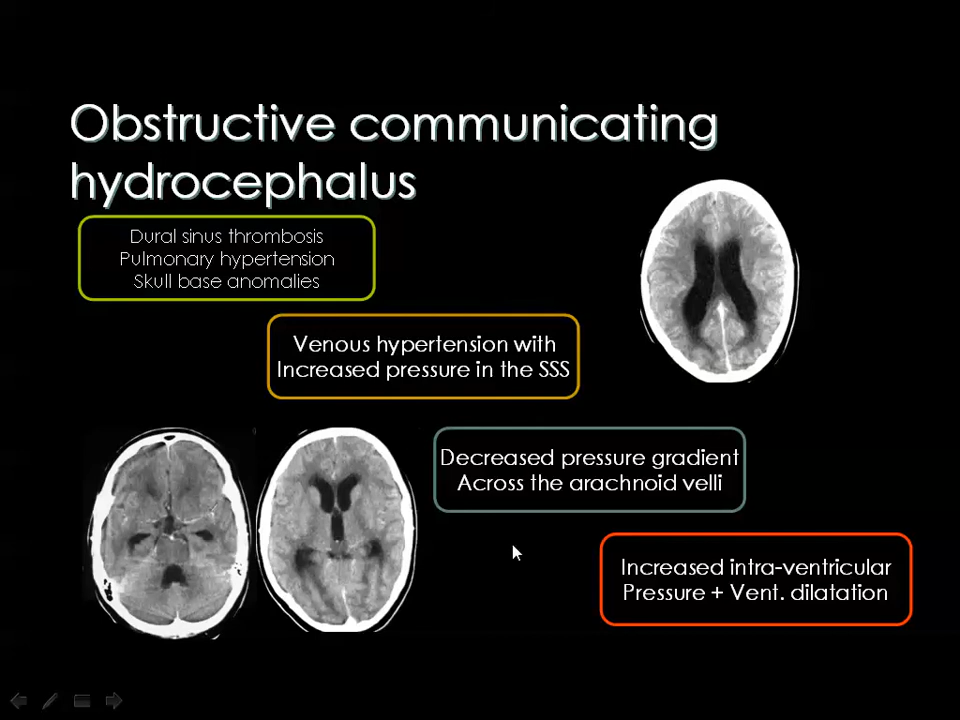 Obstructive communicating
hydrocephalus
Dural sinus thrombosis
Pulmonary hypertension
Skull base anomalies
Venous hypertension with
Increased pressure in the SSS
Decreased pressure gradient
Across the arachnoid velli
Increased intra-ventricular
Pressure + Vent. dilatation